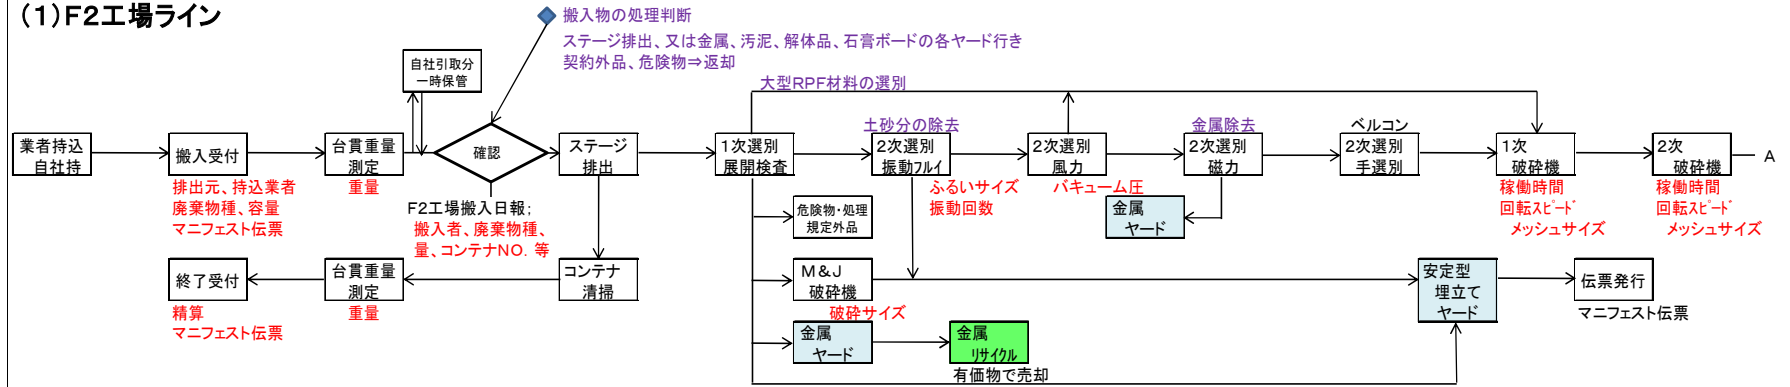 (1)F2工場ライン
搬入物の処理判断
ステージ排出、又は金属、汚泥、解体品、石膏ボードの各ヤード行き
契約外品、危険物⇒返却
自社引取分
一時保管
大型RPF材料の選別
業者持込
自社持
搬入受付
排出元、持込業者
廃棄物種、容量
マニフェスト伝票
台貫重量
測定
重量
確認
F2工場搬入日報;
搬入者、廃棄物種、
量、コンテナNO. 等
ステージ
排出
1次選別
展開検査
土砂分の除去
2次選別
振動フルイ
ふるいサイズ
振動回数
2次選別
風力
バキューム圧
金属除去
2次選別
磁力
金属
ヤード
ベルコン
2次選別
手選別
1次
破砕機
稼働時間
回転スピード
メッシュサイズ
2次
破砕機
稼働時間
回転スピード
メッシュサイズ
A
危険物・処理
規定外品
終了受付
精算
マニフェスト伝票
台貫重量
測定
重量
コンテナ
清掃
M&J
破砕機
破砕サイズ
安定型
埋立て
ヤード
伝票発行
マニフェスト伝票
金属
ヤード
金属
リサイクル
有価物で売却